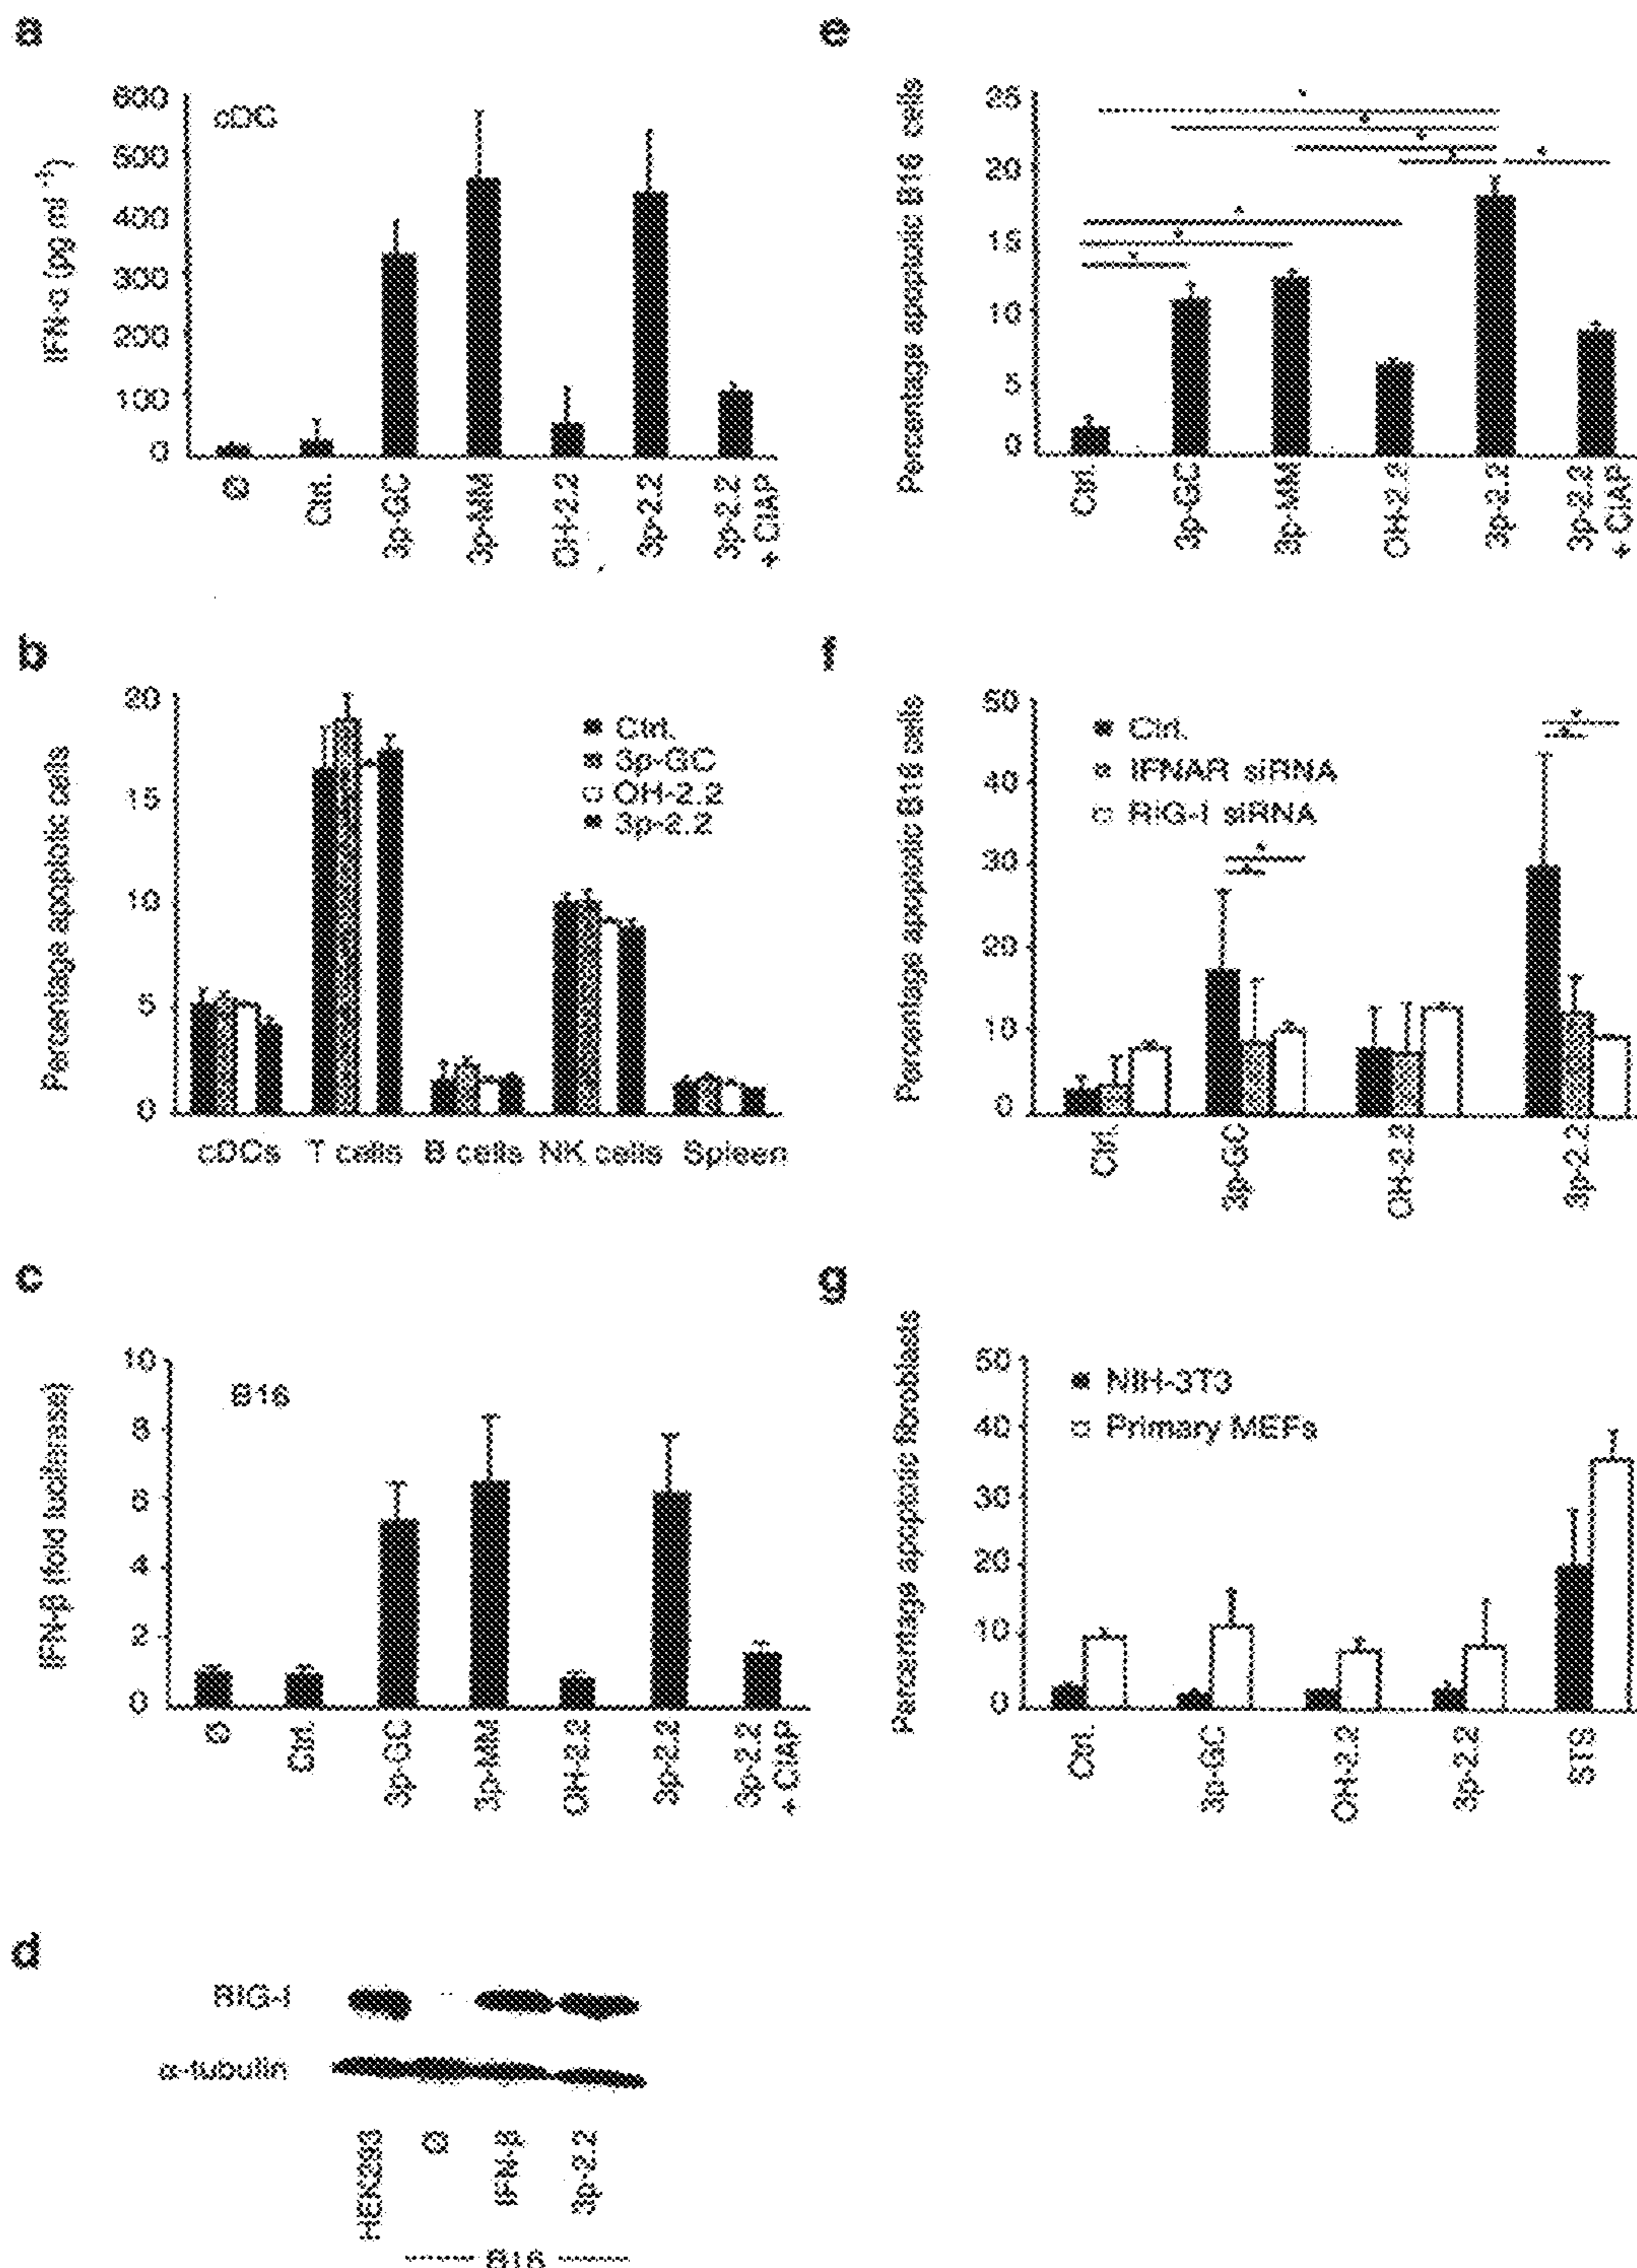 a
IFN-α (pg ml⁻¹)
600
500
400
300
200
100
0
cDC
∅
Ctrl.
3p-GC
3p-MM
OH-2.2
3p-2.2
3p-2.2
+ CIAP
b
Percentage apoptotic cells
20
15
10
5
0
Ctrl.
3p-GC
OH-2.2
3p-2.2
cDCs T cells B cells NK cells Spleen
c
IFN-β (fold luciferase)
10
8
6
4
2
0
B16
∅
Ctrl.
3p-GC
3p-MM
OH-2.2
3p-2.2
3p-2.2
+ CIAP
d
RIG-I
α-tubulin
HEK293
∅
IFN-β
3p-2.2
B16
e
Percentage apoptotic B16 cells
25
20
15
10
5
0
* * * * *
* * *
Ctrl.
3p-GC
3p-MM
OH-2.2
3p-2.2
3p-2.2
+ CIAP
f
Percentage apoptotic B16 cells
50
40
30
20
10
0
Ctrl.
IFNAR siRNA
RIG-I siRNA
* *
* *
Ctrl.
3p-GC
OH-2.2
3p-2.2
g
Percentage apoptotic fibroblasts
50
40
30
20
10
0
NIH-3T3
Primary MEFs
Ctrl.
3p-GC
OH-2.2
3p-2.2
STS